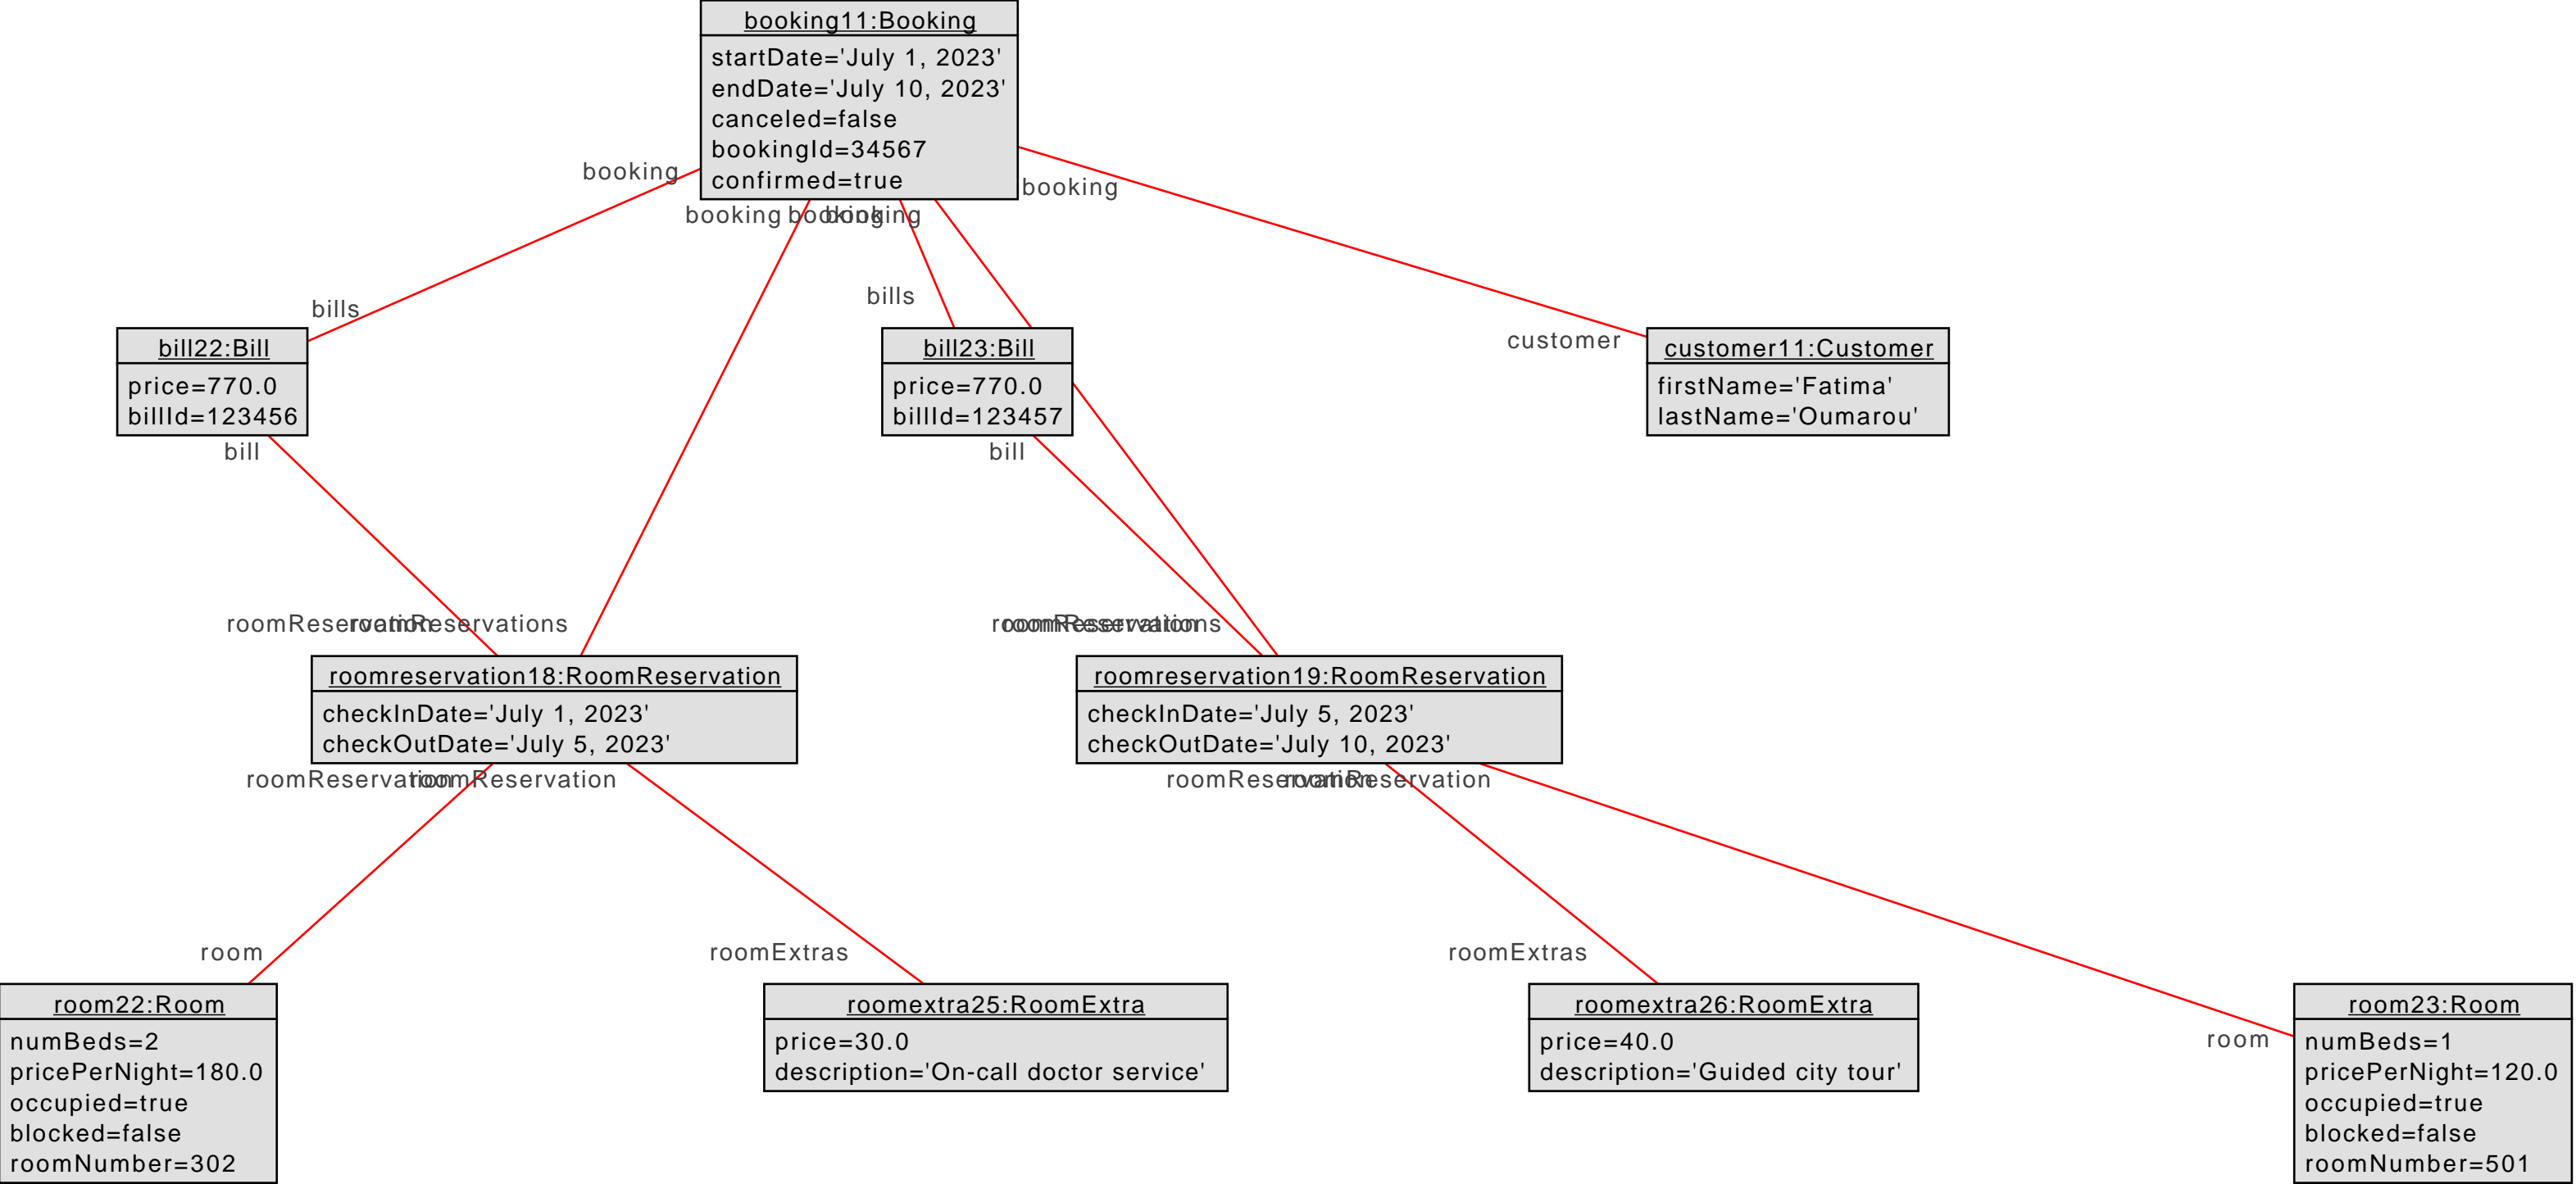 booking11:Booking
startDate='July 1, 2023'
endDate='July 10, 2023'
canceled=false
bookingId=34567
confirmed=true
booking
booking
booking
booking
booking
bills
bills
customer
bill22:Bill
price=770.0
billId=123456
bill23:Bill
price=770.0
billId=123457
customer11:Customer
firstName='Fatima'
lastName='Oumarou'
bill
bill
roomReservation
roomReservations
roomReservation
roomReservations
roomreservation18:RoomReservation
checkInDate='July 1, 2023'
checkOutDate='July 5, 2023'
roomreservation19:RoomReservation
checkInDate='July 5, 2023'
checkOutDate='July 10, 2023'
roomReservation
roomReservation
roomReservation
roomReservation
room
roomExtras
roomExtras
room
room22:Room
numBeds=2
pricePerNight=180.0
occupied=true
blocked=false
roomNumber=302
roomextra25:RoomExtra
price=30.0
description='On-call doctor service'
roomextra26:RoomExtra
price=40.0
description='Guided city tour'
room23:Room
numBeds=1
pricePerNight=120.0
occupied=true
blocked=false
roomNumber=501